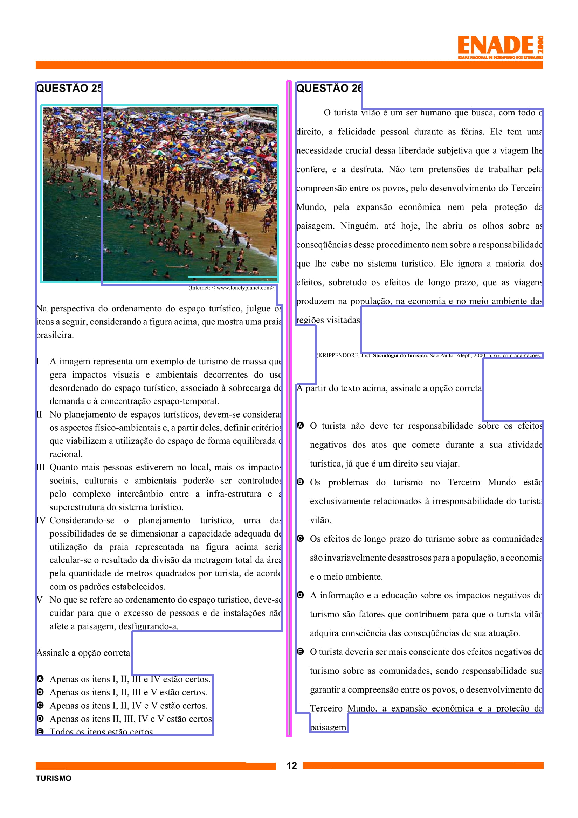 ENADE
EXAME NACIONAL DE DESEMPENHO DOS ESTUDANTES
QUESTÃO 25
(Internet: < www.lonelyplanet.com>
Na perspectiva do ordenamento do espaço turístico, julgue os
itens a seguir, considerando a figura acima, que mostra uma praia
brasileira.
I A imagem representa um exemplo de turismo de massa que
gera impactos visuais e ambientais decorrentes do uso
desordenado do espaço turístico, associado à sobrecarga de
demanda e à concentração espaço-temporal.
II No planejamento de espaços turísticos, devem-se considerar
os aspectos físico-ambientais e, a partir deles, definir critérios
que viabilizem a utilização do espaço de forma equilibrada e
racional.
III Quanto mais pessoas estiverem no local, mais os impactos
sociais, culturais e ambientais poderão ser controlados
pelo complexo intercâmbio entre a infra-estrutura e a
superestrutura do sistema turístico.
IV Considerando-se o planejamento turístico, uma das
possibilidades de se dimensionar a capacidade adequada de
utilização da praia representada na figura acima seria
calcular-se o resultado da divisão da metragem total da área
pela quantidade de metros quadrados por turista, de acordo
com os padrões estabelecidos.
V No que se refere ao ordenamento do espaço turístico, deve-se
cuidar para que o excesso de pessoas e de instalações não
afete a paisagem, desfigurando-a.
Assinale a opção correta
A Apenas os itens I, II, III e IV estão certos.
B Apenas os itens I, II, III e V estão certos.
C Apenas os itens I, II, IV e V estão certos.
D Apenas os itens II, III, IV e V estão certos
E Todos os itens estão certos
QUESTÃO 26
O turista vilão é um ser humano que busca, com todo o
direito, a felicidade pessoal durante as férias. Ele tem uma
necessidade crucial dessa liberdade subjetiva que a viagem lhe
confere, e a desfruta. Não tem pretensões de trabalhar pela
compreensão entre os povos, pelo desenvolvimento do Terceiro
Mundo, pela expansão econômica nem pela proteção da
paisagem. Ninguém, até hoje, lhe abriu os olhos sobre as
conseqüências desse procedimento nem sobre a responsabilidade
que lhe cabe no sistema turístico. Ele ignora a maioria dos
efeitos, sobretudo os efeitos de longo prazo, que as viagens
produzem na população, na economia e no meio ambiente das
regiões visitadas
A partir do texto acima, assinale a opção correta
A O turista não deve ter responsabilidade sobre os efeitos
negativos dos atos que comete durante a sua atividade
turística, já que é um direito seu viajar.
B Os problemas do turismo no Terceiro Mundo estão
exclusivamente relacionados à irresponsabilidade do turista
vilão.
C Os efeitos de longo prazo do turismo sobre as comunidades
são invariavelmente desastrosos para a população, a economia
e o meio ambiente.
D A informação e a educação sobre os impactos negativos do
turismo são fatores que contribuem para que o turista vilão
adquira consciência das conseqüências de sua atuação.
E O turista deveria ser mais consciente dos efeitos negativos do
turismo sobre as comunidades, sendo responsabilidade sua
garantir a compreensão entre os povos, o desenvolvimento do
Terceiro Mundo, a expansão econômica e a proteção da
paisagem
12
TURISMO